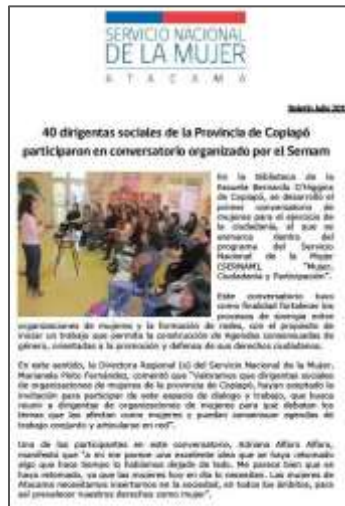 SERVICIO NACIONAL
DE LA MUJER
ATACAMA
Boletín Julio 201
40 dirigentas sociales de la Provincia de Copiapó
participaron en conversatorio organizado por el Sernam
En la Biblioteca de la
Escuela Bernardo O'Higgins
de Copiapó, se desarrolló el
primer conversatorio de
mujeres para el ejercicio de
la ciudadanía, el que se
enmarca dentro del
programa del Servicio
Nacional de la Mujer
(SERNAM), "Mujer,
Ciudadanía y Participación".
Este conversatorio tuvo
como finalidad fortalecer los
procesos de sinergia entre
organizaciones de mujeres y la formación de redes, con el propósito de
iniciar un trabajo que permita la construcción de Agendas consensuadas de
género, orientadas a la promoción y defensa de sus derechos ciudadanos.
En este sentido, la Directora Regional (s) del Servicio Nacional de la Mujer,
Marianela Fernández, comentó que "Valoramos que dirigentas sociales
de organizaciones de mujeres de la provincia de Copiapó, hayan aceptado la
invitación para participar de este espacio de diálogo y trabajo, que busca
reunir a dirigentas de organizaciones de mujeres para que debatan los
temas que las afectan como mujeres y puedan consensuar agendas de
trabajo conjunto y articularse en red".
Una de las participantes en este conversatorio, Adriana Alfaro Alfaro,
manifestó que "a mí me parece una excelente idea que se haya retomado
algo que hace tiempo lo habíamos dejado de lado. Me parece bien que se
haya retomado, ya que las mujeres hoy en día lo necesitan. Las mujeres de
Atacama necesitamos insertarnos en la sociedad, en todos los ámbitos, para
así prevalecer nuestros derechos como mujer".